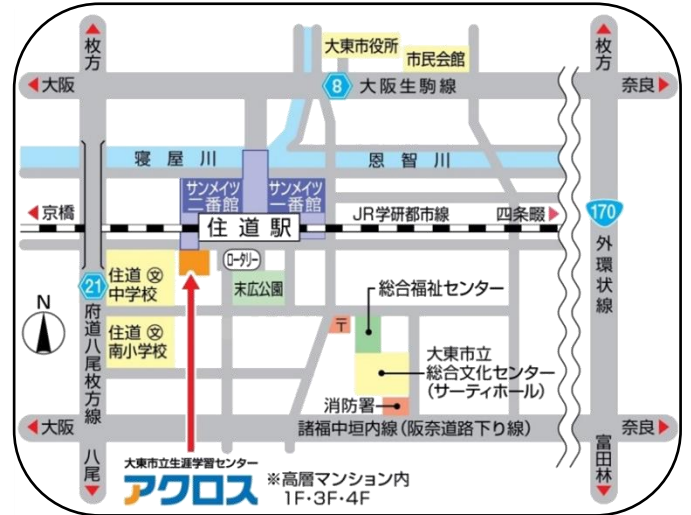 枚方
枚方
大東市役所
市民会館
大阪
8
大阪生駒線
奈良
寝屋川
恩智川
サンメイツ
二番館
サンメイツ
一番館
京橋
住道駅
JR学研都市線
四条畷
170
外環状線
ロータリー
住道 文
中学校
末広公園
総合福祉センター
21
N
府道八尾枚方線
住道 文
南小学校
〒
大東市立
総合文化センター
(サーティホール)
消防署
大阪
諸福中垣内線(阪奈道路下り線)
奈良
八尾
富田林
大東市立生涯学習センター
アクロス
※高層マンション内
1F・3F・4F